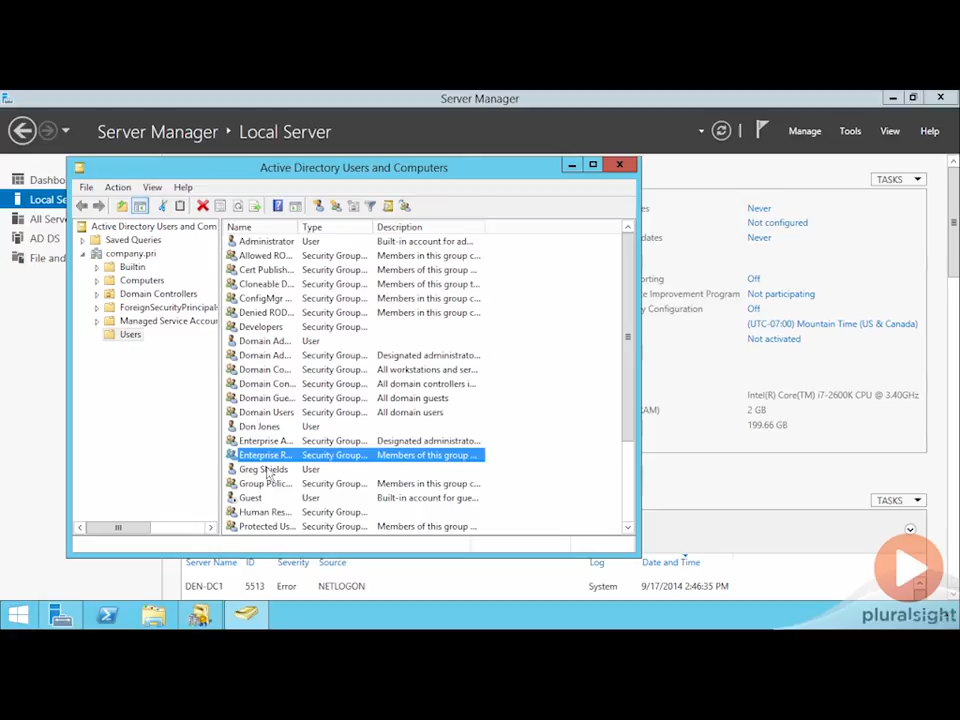 Server Manager
Server Manager ‣ Local Server
Manage Tools View Help
Dashbo
Local Se
All Serve
AD DS
File and
Active Directory Users and Computers
File Action View Help
Active Directory Users and Com
Saved Queries
company.pri
Builtin
Computers
Domain Controllers
ForeignSecurityPrincipals
Managed Service Accoun
Users
Name Type Description
Administrator User Built-in account for ad...
Allowed RO... Security Group... Members in this group c...
Cert Publish... Security Group... Members of this group ...
Cloneable D... Security Group... Members of this group t...
ConfigMgr ... Security Group... Members in this group c...
Denied ROD... Security Group... Members in this group c...
Developers Security Group...
Domain Ad... User
Domain Ad... Security Group... Designated administrato...
Domain Co... Security Group... All workstations and ser...
Domain Con... Security Group... All domain controllers i...
Domain Gue... Security Group... All domain guests
Domain Users Security Group... All domain users
Don Jones User
Enterprise A... Security Group... Designated administrato...
Enterprise R... Security Group... Members of this group ...
Greg Shields User
Group Polic... Security Group... Members in this group c...
Guest User Built-in account for gue...
Human Res... Security Group...
Protected Us... Security Group... Members of this group ...
TASKS
es Never
Not configured
dates Never
orting Off
e Improvement Program Not participating
y Configuration Off
(UTC-07:00) Mountain Time (US & Canada)
Not activated
Intel(R) Core(TM) i7-2600K CPU @ 3.40GHz
AM) 2 GB
199.66 GB
TASKS
Server Name ID Severity Source Log Date and Time
DEN-DC1 5513 Error NETLOGON System 9/17/2014 2:46:35 PM
pluralsight